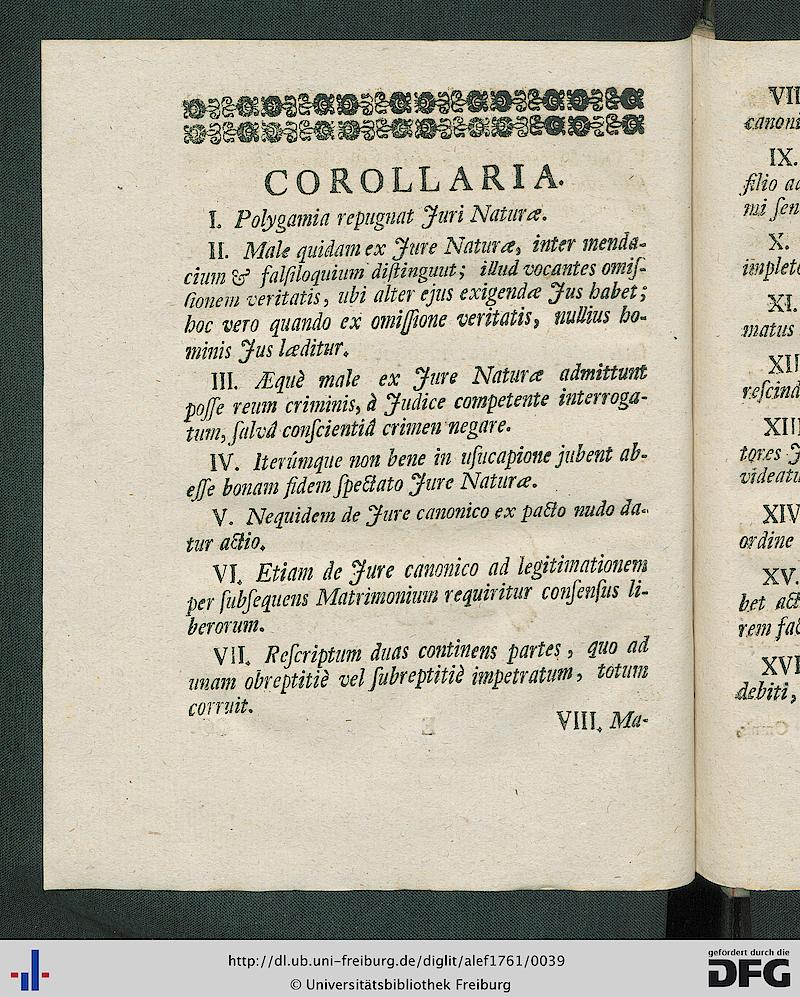 COROLLARIA.
I. Polygamia repugnat Juri Naturæ.
II. Male quidam ex Jure Naturæ, inter menda-
cium & falſiloquium diſtinguut; illud vocantes omiſ-
ſionem veritatis, ubi alter ejus exigendæ Jus habet;
hoc vero quando ex omiſſione veritatis, nullius ho-
minis Jus læditur.
III. Æquè male ex Jure Naturæ admittunt
poſſe reum criminis, à Judice competente interroga-
tum, ſalvâ conſcientiâ crimen negare.
IV. Iterúmque non bene in uſucapione jubent ab-
eſſe bonam fidem ſpectato Jure Naturæ.
V. Nequidem de Jure canonico ex pacto nudo da-
tur actio.
VI. Etiam de Jure canonico ad legitimationem
per ſubſequens Matrimonium requiritur conſenſus li-
berorum.
VII. Reſcriptum duas continens partes, quo ad
unam obreptitiè vel ſubreptitiè impetratum, totum
corruit.
VIII. Ma-
VII
canoni
IX.
filio ad
mi ſen
X.
implete
XI.
matus
XII
reſcind
XIII
tores J
videatu
XIV
ordine
XV.
bet act
rem fac
XVI
debiti,
http://dl.ub.uni-freiburg.de/diglit/alef1761/0039
© Universitätsbibliothek Freiburg
gefördert durch die
DFG